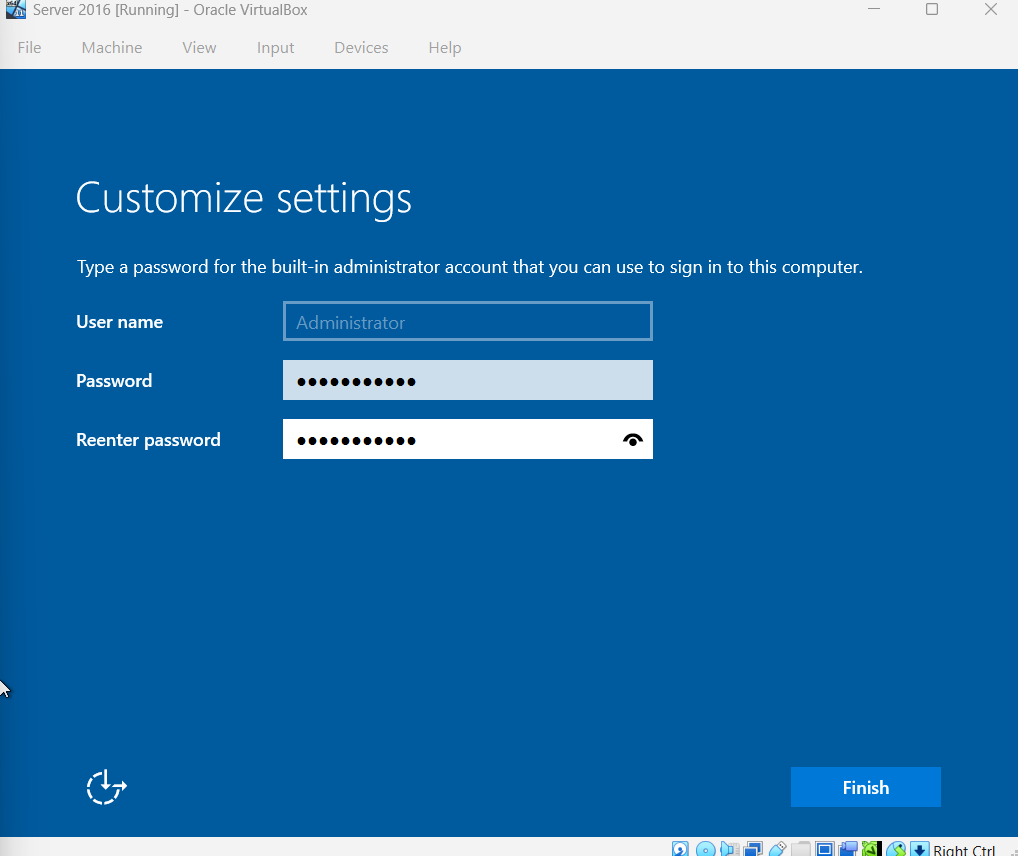 Server 2016 [Running] - Oracle VirtualBox
File Machine View Input Devices Help
Customize settings
Type a password for the built-in administrator account that you can use to sign in to this computer.
User name Administrator
Password •••••••••••
Reenter password •••••••••••
Finish
Right Ctrl